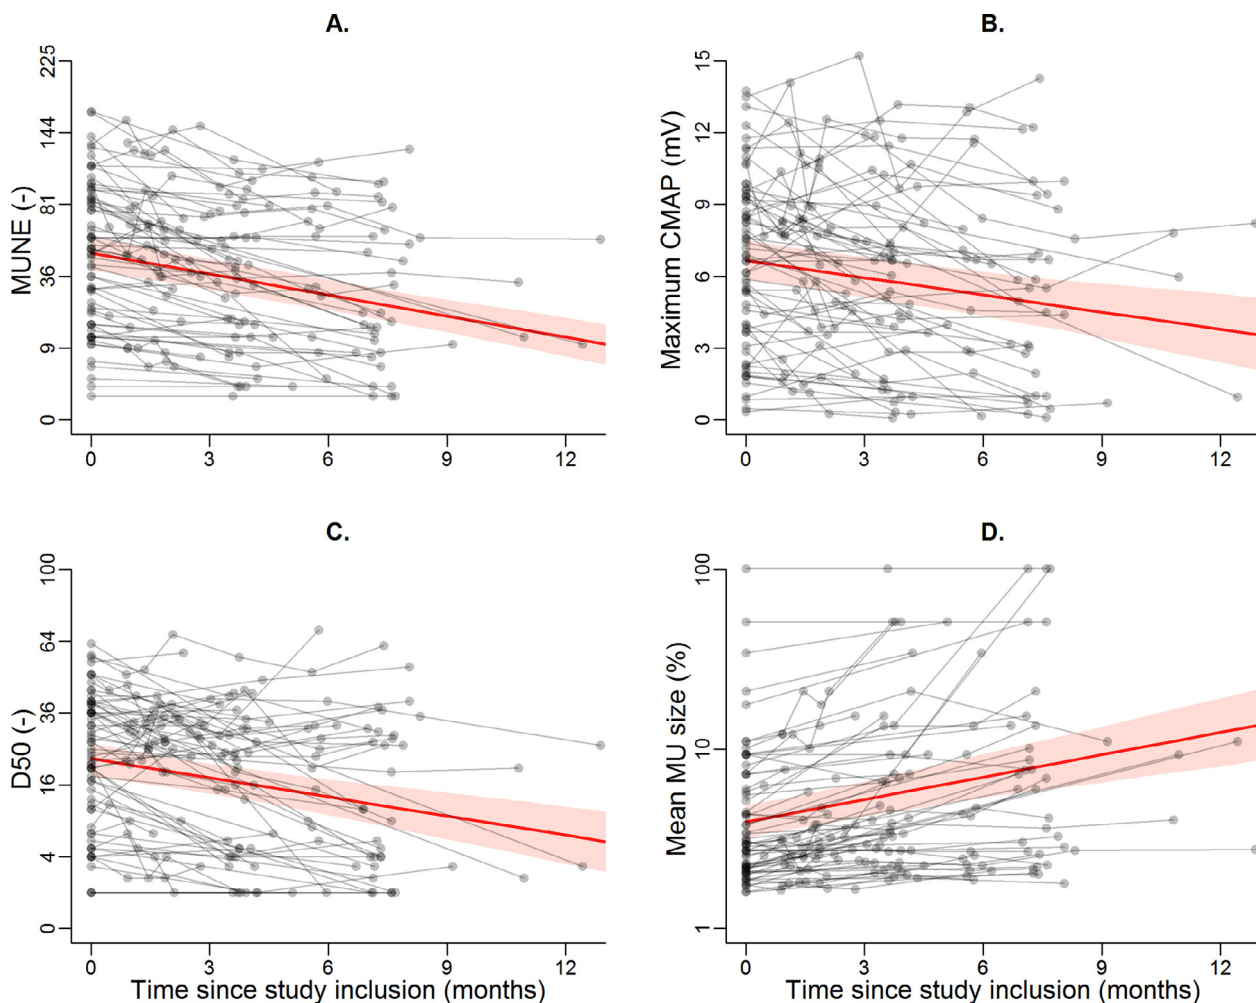 A.
B.
MUNE (-)
225
144
81
36
9
0
0 3 6 9 12
Maximum CMAP (mV)
15
12
9
6
3
0
0 3 6 9 12
C.
D.
D50 (-)
100
64
36
16
4
0
0 3 6 9 12
Time since study inclusion (months)
Mean MU size (%)
100
10
1
0 3 6 9 12
Time since study inclusion (months)